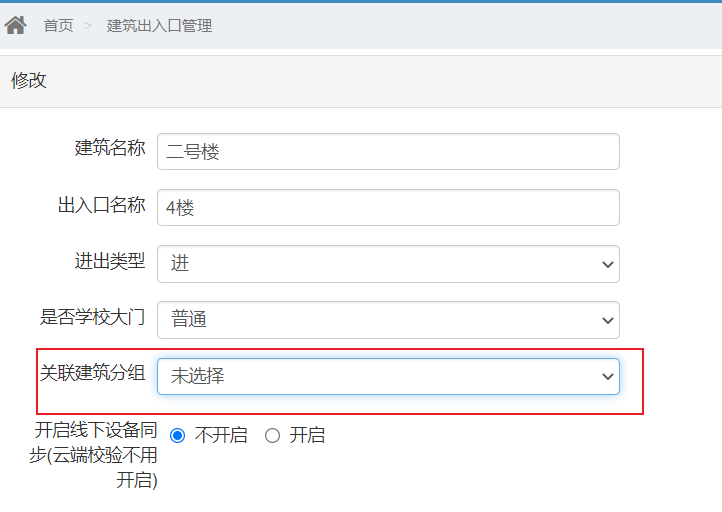 首页 > 建筑出入口管理
修改
建筑名称 二号楼
出入口名称 4楼
进出类型 进
是否学校大门 普通
关联建筑分组 未选择
开启线下设备同 不开启 开启
步(云端校验不用
开启)